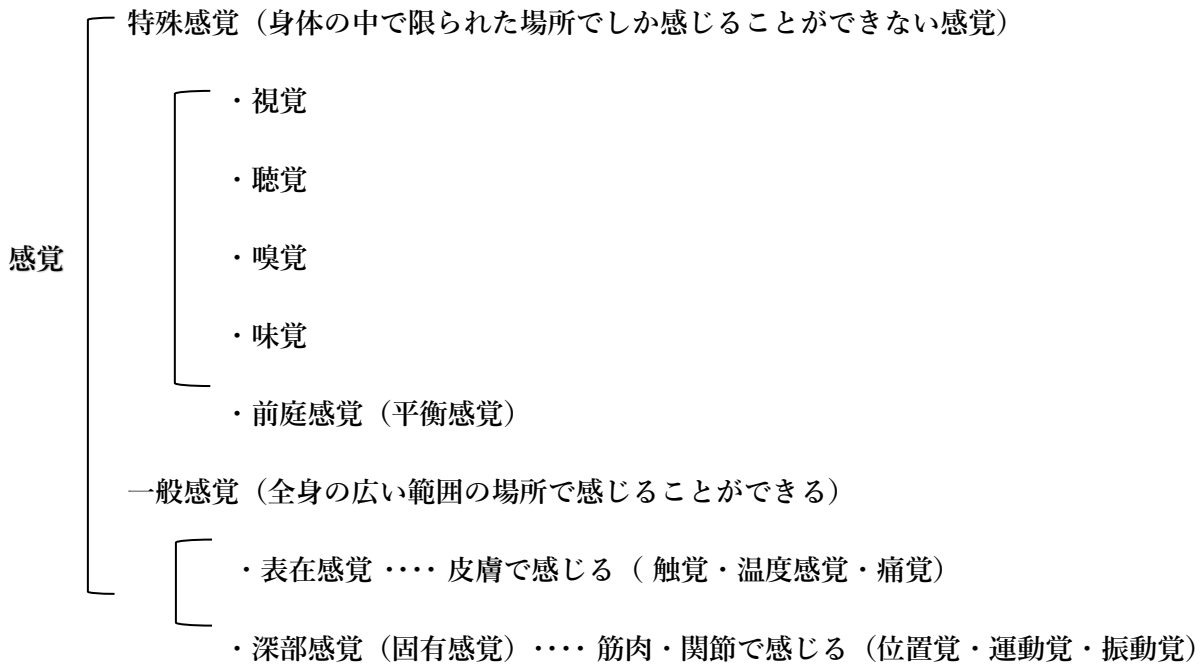 特殊感覚（身体の中で限られた場所でしか感じることができない感覚）
・視覚
・聴覚
感覚
・嗅覚
・味覚
・前庭感覚（平衡感覚）
一般感覚（全身の広い範囲の場所で感じることができる）
・表在感覚 ‥‥ 皮膚で感じる（ 触覚・温度感覚・痛覚）
・深部感覚（固有感覚）‥‥ 筋肉・関節で感じる（位置覚・運動覚・振動覚）